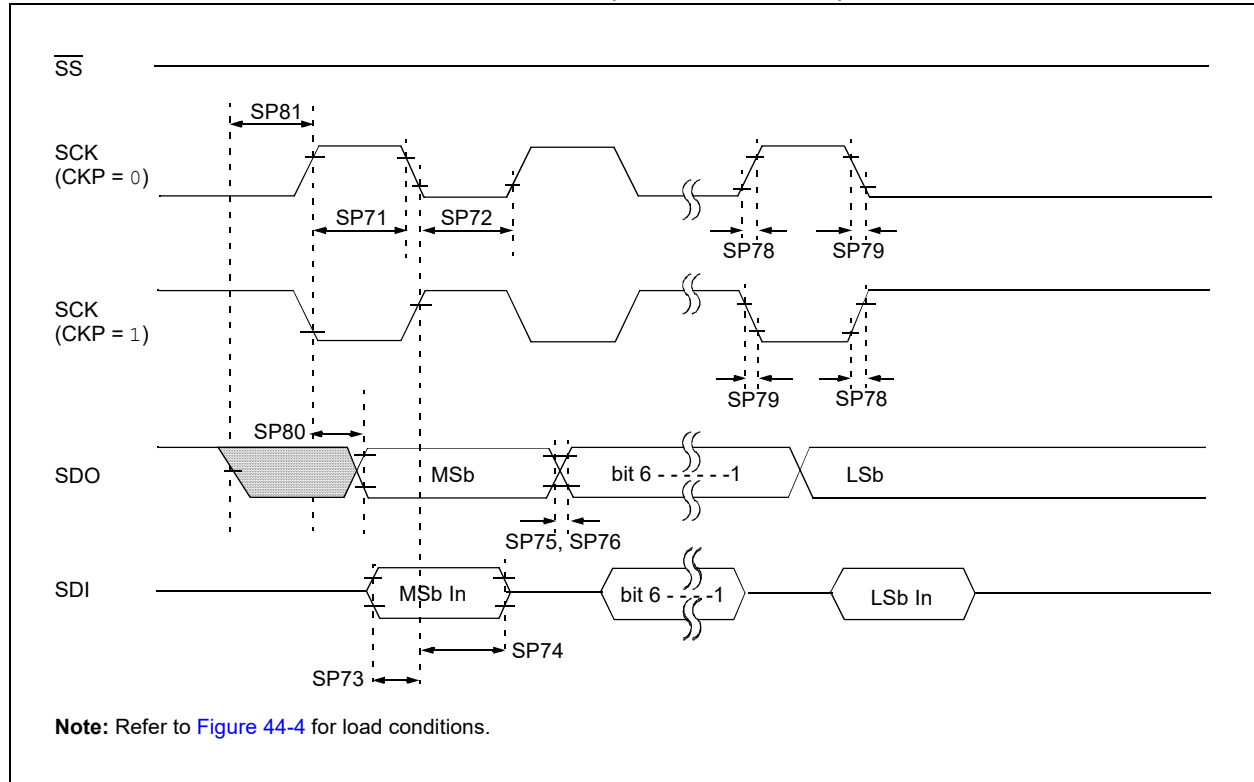 SS
SP81
SCK
(CKP = 0)
SP71
SP72
SP78
SP79
SCK
(CKP = 1)
SP79
SP78
SP80
SDO
MSb
bit 6 - - - - - -1
LSb
SP75, SP76
SDI
MSb In
bit 6 - - - - -1
LSb In
SP74
SP73
Note: Refer to Figure 44-4 for load conditions.